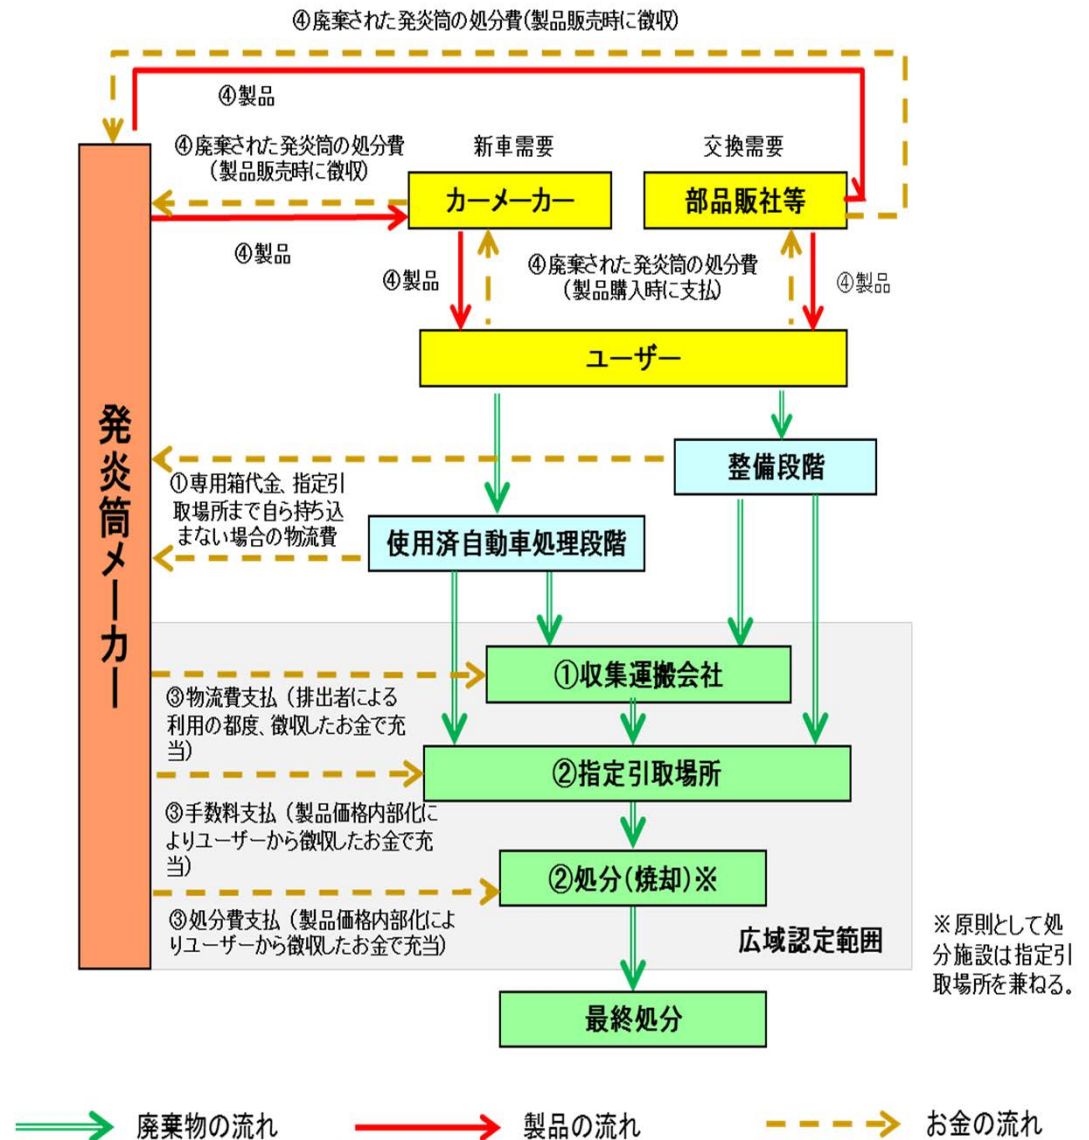 ④廃棄された発炎筒の処分費(製品販売時に徴収)
④製品
④廃棄された発炎筒の処分費
(製品販売時に徴収)
新車需要
交換需要
カーメーカー
部品販社等
④製品
④製品
④廃棄された発炎筒の処分費
(製品購入時に支払)
④製品
ユーザー
発炎筒メーカー
整備段階
①専用箱代金、指定引
取場所まで自ら持ち込
まない場合の物流費
使用済自動車処理段階
①収集運搬会社
③物流費支払(排出者による
利用の都度、徴収したお金で充
当)
②指定引取場所
③手数料支払(製品価格内部化に
よりユーザーから徴収したお金で充
当)
②処分(焼却)※
③処分費支払(製品価格内部化によ
りユーザーから徴収したお金で充当)
広域認定範囲
※原則として処
分施設は指定引
取場所を兼ねる。
最終処分
廃棄物の流れ
製品の流れ
お金の流れ